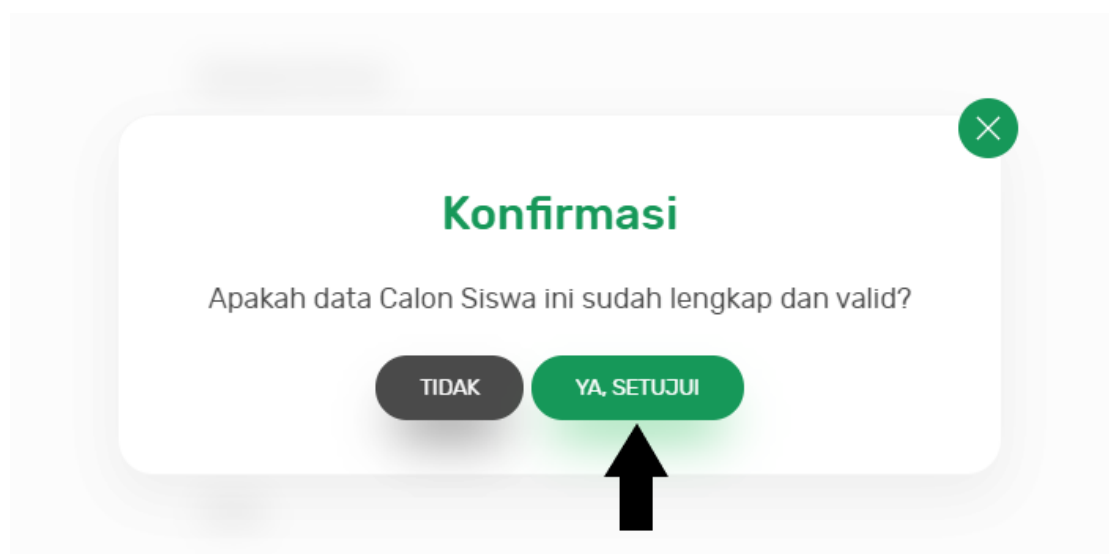 Konfirmasi
Apakah data Calon Siswa ini sudah lengkap dan valid?
TIDAK
YA, SETUJUI